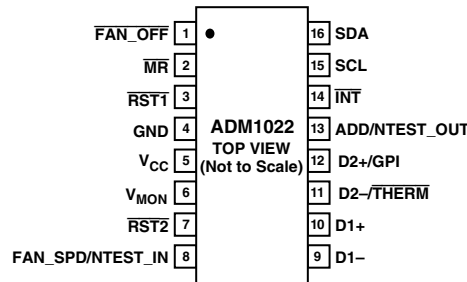 FAN_OFF 1
MR 2
RST1 3
GND 4
VCC 5
VMON 6
RST2 7
FAN_SPD/NTEST_IN 8
ADM1022
TOP VIEW
(Not to Scale)
16 SDA
15 SCL
14 INT
13 ADD/NTEST_OUT
12 D2+/GPI
11 D2–/THERM
10 D1+
9 D1–